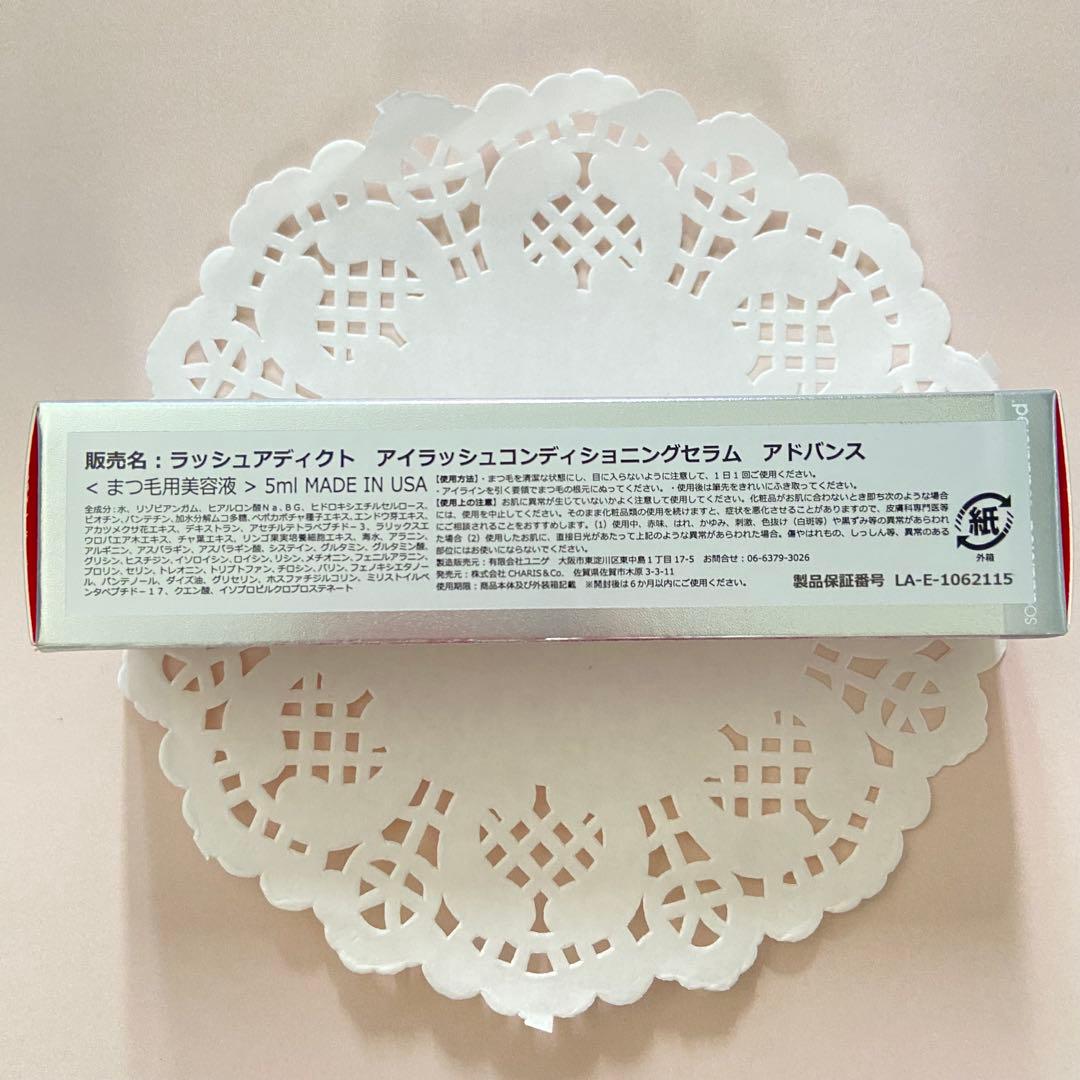 販売名：ラッシュアディクト　アイラッシュコンディショニングセラム　アドバンス
< まつ毛用美容液 > 5ml MADE IN USA
全成分：水、リゾビアンガム、ヒアルロン酸Ｎａ、ＢＧ、ヒドロキシエチルセルロース、
ビオチン、パンテチン、加水分解ムコ多糖、ペポカボチャ種子エキス、エンドウ芽エキス、
アカツメクサ花エキス、デキストラン、アセチルテトラペプチド－３、ラリックスエ
ウロパエア木エキス、チャ葉エキス、リンゴ果実培養細胞エキス、海水、アラニン、
アルギニン、アスパラギン、アスパラギン酸、システイン、グルタミン、グルタミン酸、
グリシン、ヒスチジン、イソロイシン、ロイシン、リシン、メチオニン、フェニルアラニン、
プロリン、セリン、トレオニン、トリプトファン、チロシン、バリン、フェノキシエタノー
ル、パンテノール、ダイズ油、グリセリン、ホスファチジルコリン、ミリストイルペ
ンタペプチド－１７、クエン酸、イソプロピルクロプロステネート
【使用方法】・まつ毛を清潔な状態にし、目に入らないように注意して、１日１回ご使用ください。
・アイラインを引く要領でまつ毛の根元にぬってください。・使用後は筆先をきれいにふき取ってください。
【使用上の注意】お肌に異常が生じていないかよく注意して使用してください。化粧品がお肌に合わないとき即ち次のような場合
には、使用を中止してください。そのまま化粧品類の使用を続けますと、症状を悪化させることがありますので、皮膚科専門医等
にご相談されることをおすすめします。(1) 使用中、赤味、はれ、かゆみ、刺激、色抜け（白斑等）や黒ずみ等の異常があらわれ
た場合 (2) 使用したお肌に、直接日光があたって上記のような異常があらわれた場合。傷やはれもの、しっしん等、異常のある
部位にはお使いにならないでください。
製造販売元：有限会社ユニゲ　大阪市東淀川区東中島１丁目 17-5　お問合せ：06-6379-3026
発売元：株式会社 CHARIS&Co.　佐賀県佐賀市木原 3-3-11
使用期限：商品本体及び外装箱記載　※開封後は６か月以内にご使用ください。
紙
外箱
製品保証番号　LA-E-1062115